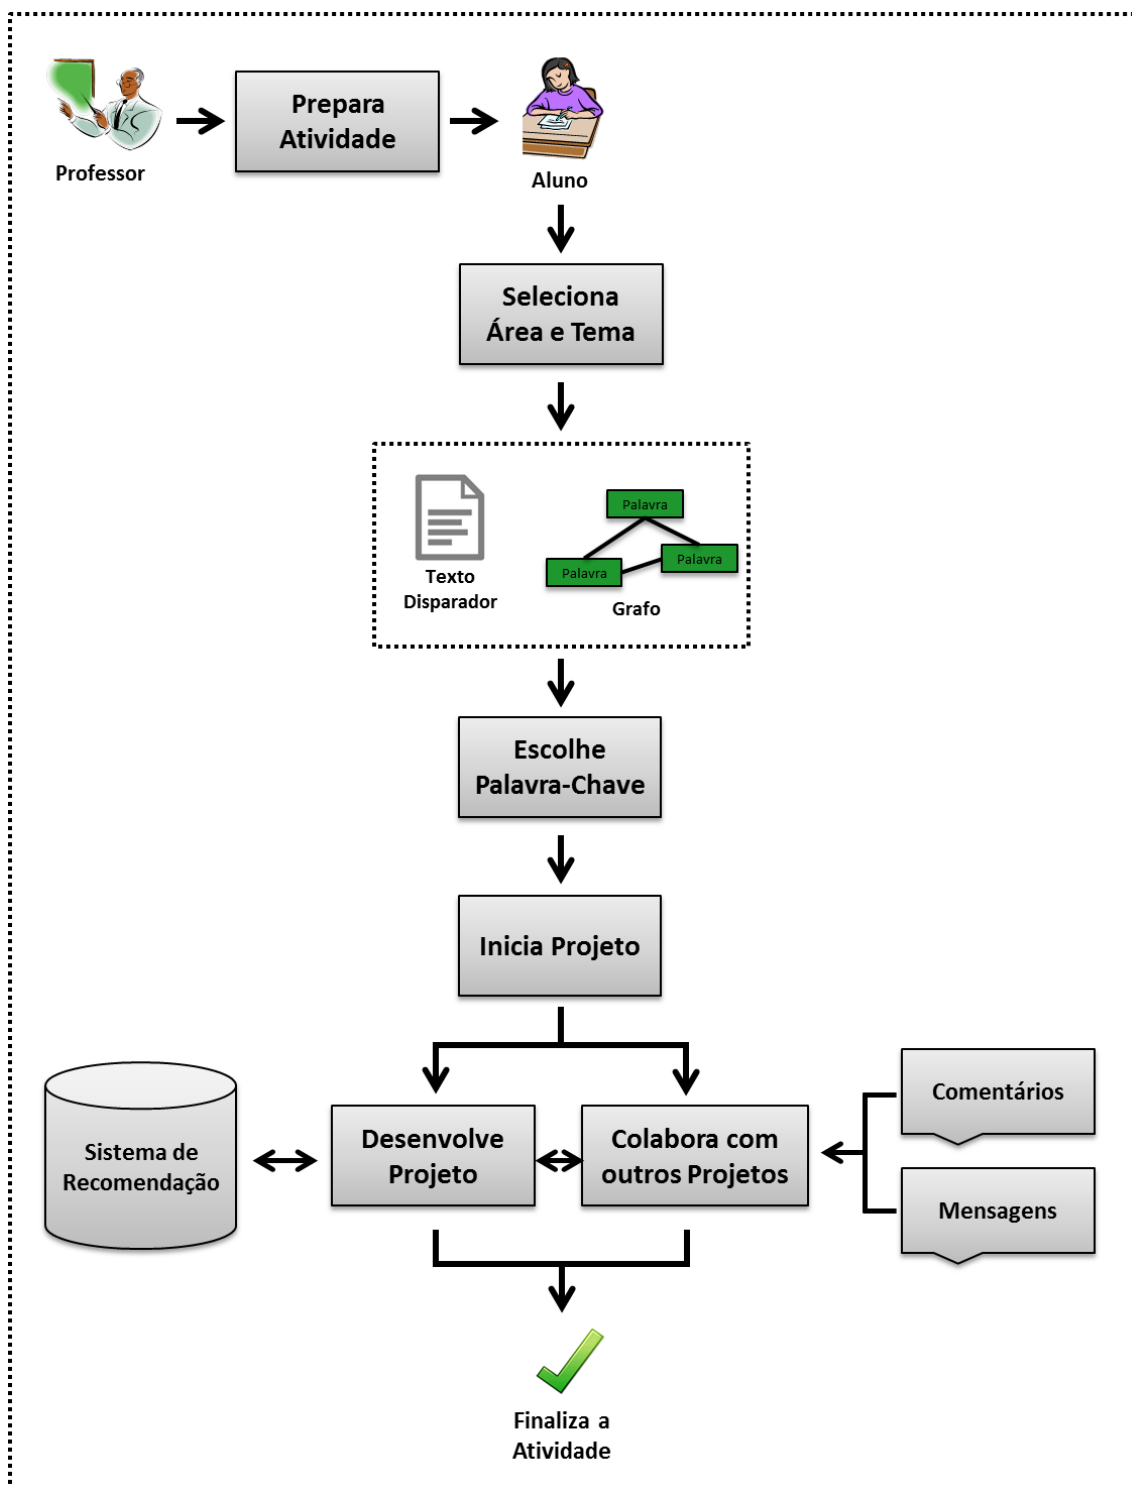 Prepara
Atividade
Professor
Aluno
Seleciona
Área e Tema
Palavra
Palavra
Palavra
Texto
Disparador
Grafo
Escolhe
Palavra-Chave
Inicia Projeto
Sistema de
Recomendação
Desenvolve
Projeto
Colabora com
outros Projetos
Comentários
Mensagens
Finaliza a
Atividade